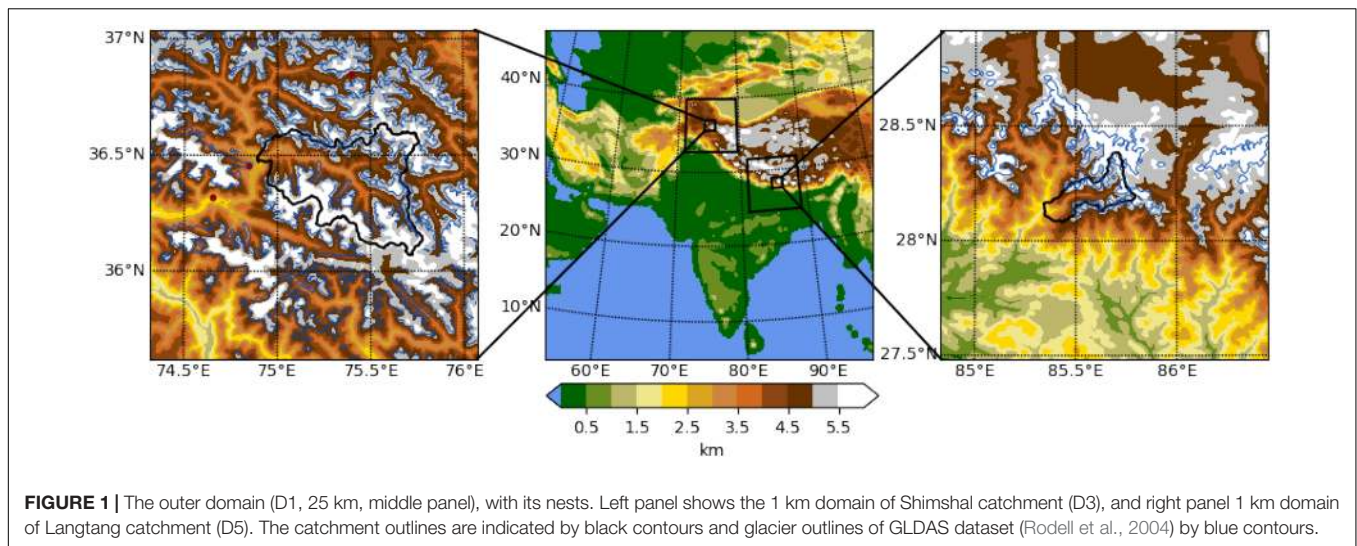 37°N
36.5°N
36°N
74.5°E 75°E 75.5°E 76°E
40°N
30°N
20°N
10°N
60°E 70°E 80°E 90°E
28.5°N
28°N
27.5°N
85°E 85.5°E 86°E
0.5 1.5 2.5 3.5 4.5 5.5
km
FIGURE 1 | The outer domain (D1, 25 km, middle panel), with its nests. Left panel shows the 1 km domain of Shimshal catchment (D3), and right panel 1 km domain
of Langtang catchment (D5). The catchment outlines are indicated by black contours and glacier outlines of GLDAS dataset (Rodell et al., 2004) by blue contours.